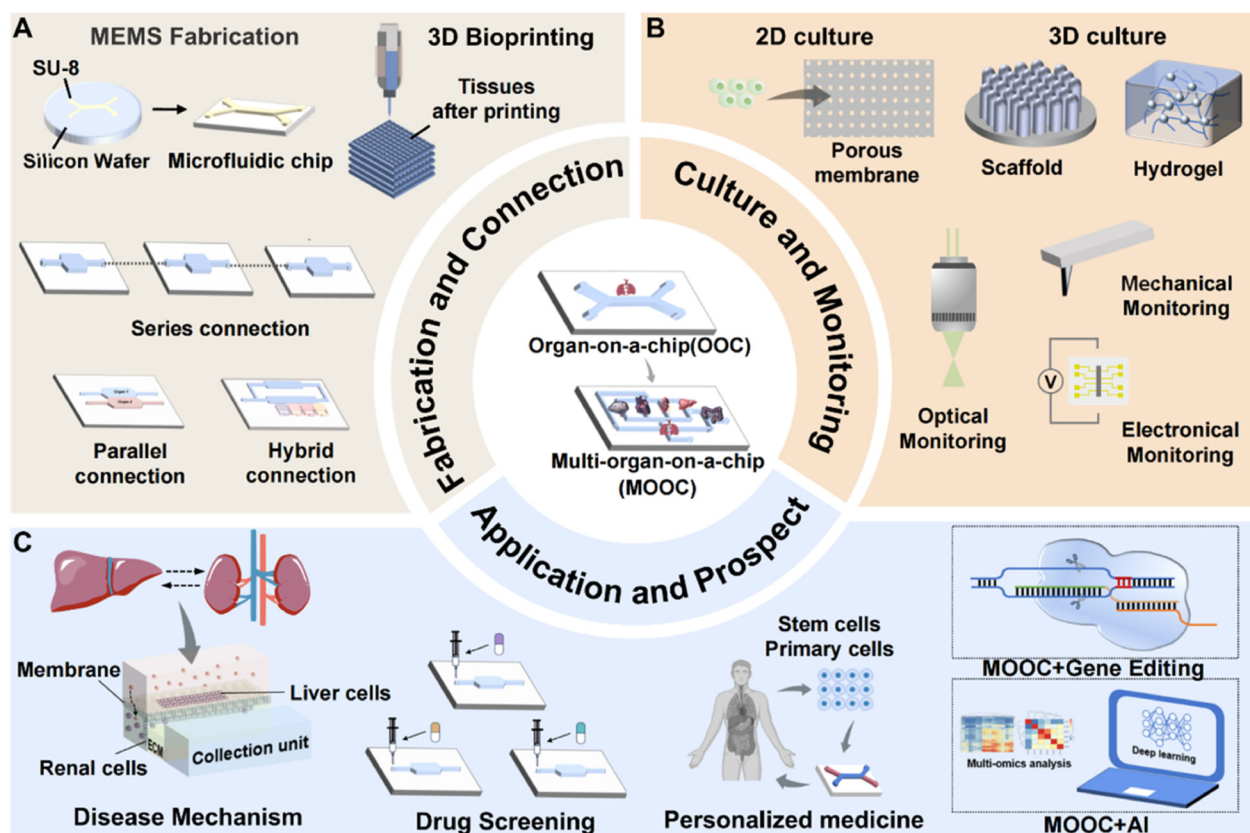 A
MEMS Fabrication
SU-8
Silicon Wafer
Microfluidic chip
3D Bioprinting
Tissues
after printing
Series connection
Organ 1
Organ 2
Parallel
connection
Hybrid
connection
Fabrication and Connection
B
2D culture
Porous
membrane
3D culture
Scaffold
Hydrogel
Optical
Monitoring
Mechanical
Monitoring
V
Electronical
Monitoring
Culture and Monitoring
Organ-on-a-chip(OOC)
Multi-organ-on-a-chip
(MOOC)
Application and Prospect
C
Membrane
Liver cells
Renal cells
ECM
Collection unit
Disease Mechanism
Drug Screening
Stem cells
Primary cells
Personalized medicine
MOOC+Gene Editing
Multi-omics analysis
Deep learning
MOOC+AI